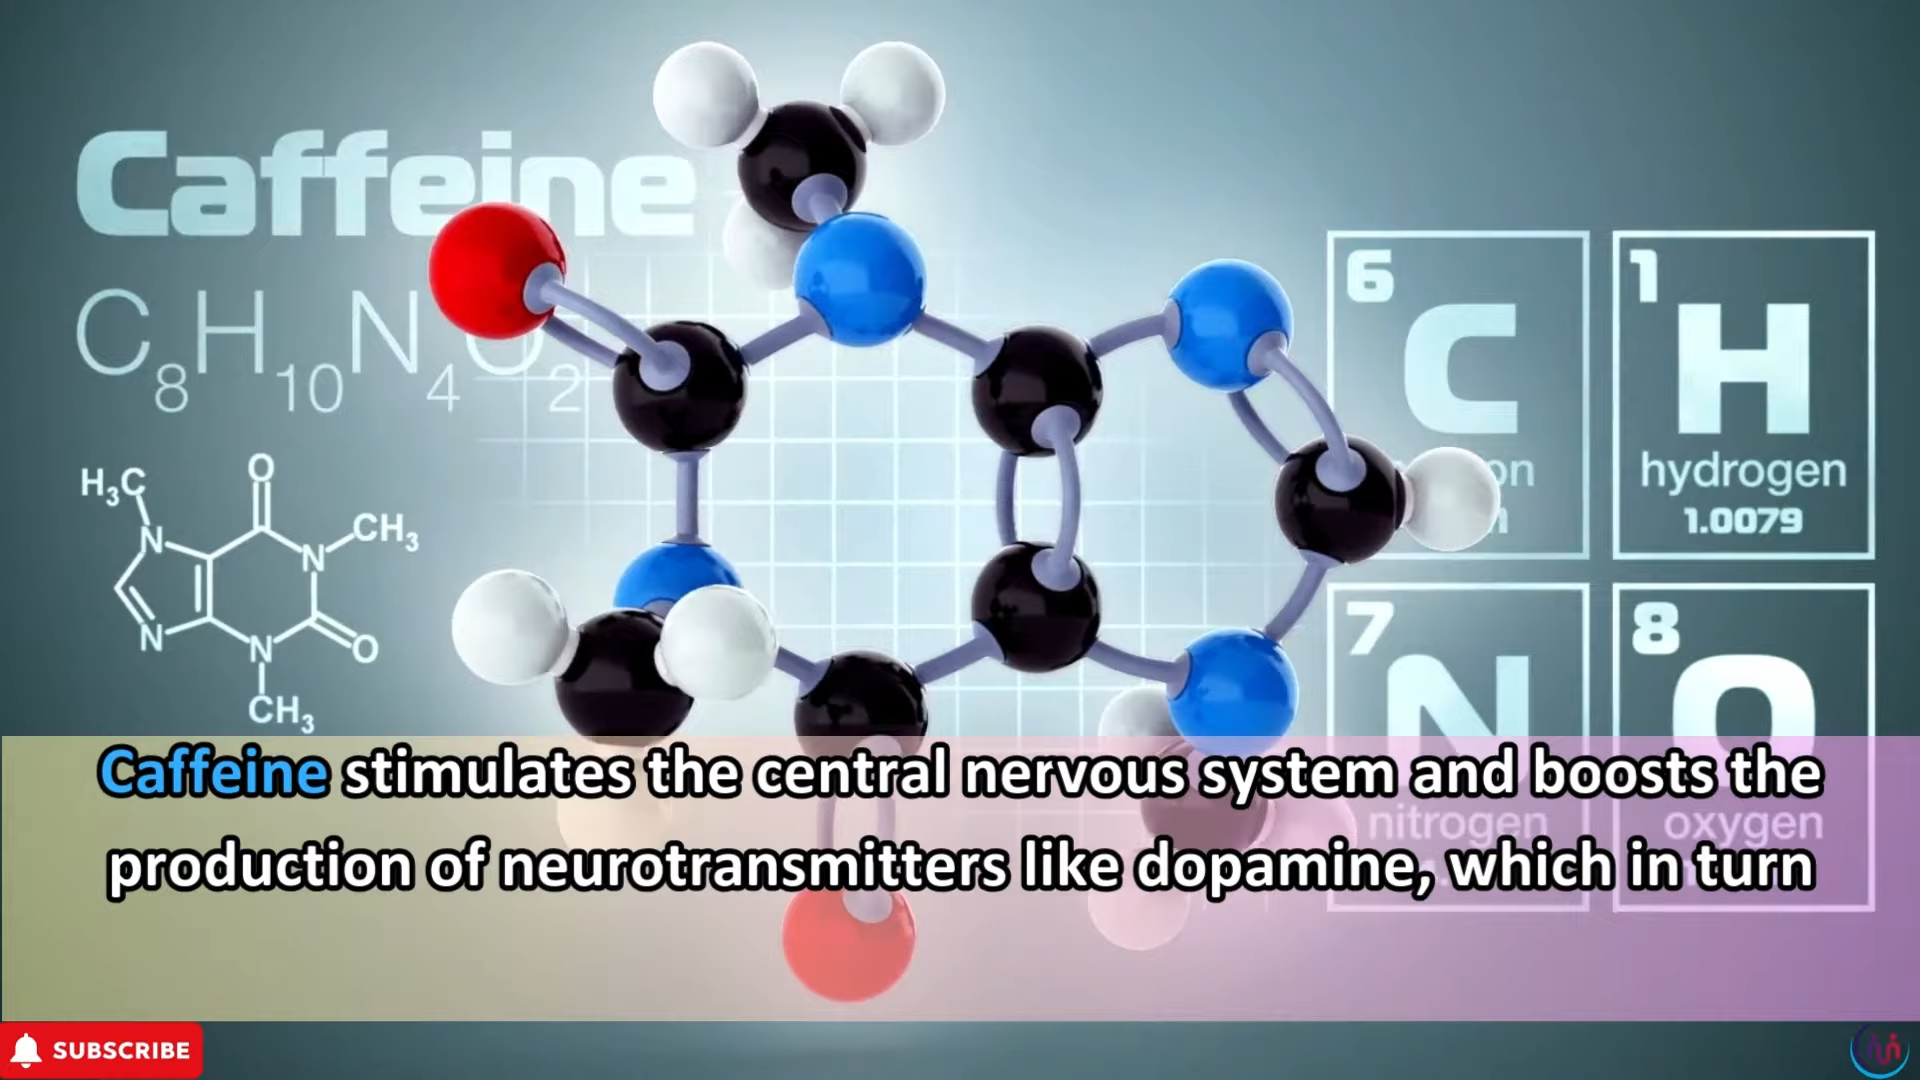 Caffeine
C8H10N4O2
H3C
O
N
CH3
N
N
N
O
CH3
6
C
1
H
hydrogen
1.0079
7
N
nitrogen
8
O
oxygen
Caffeine stimulates the central nervous system and boosts the
production of neurotransmitters like dopamine, which in turn
SUBSCRIBE